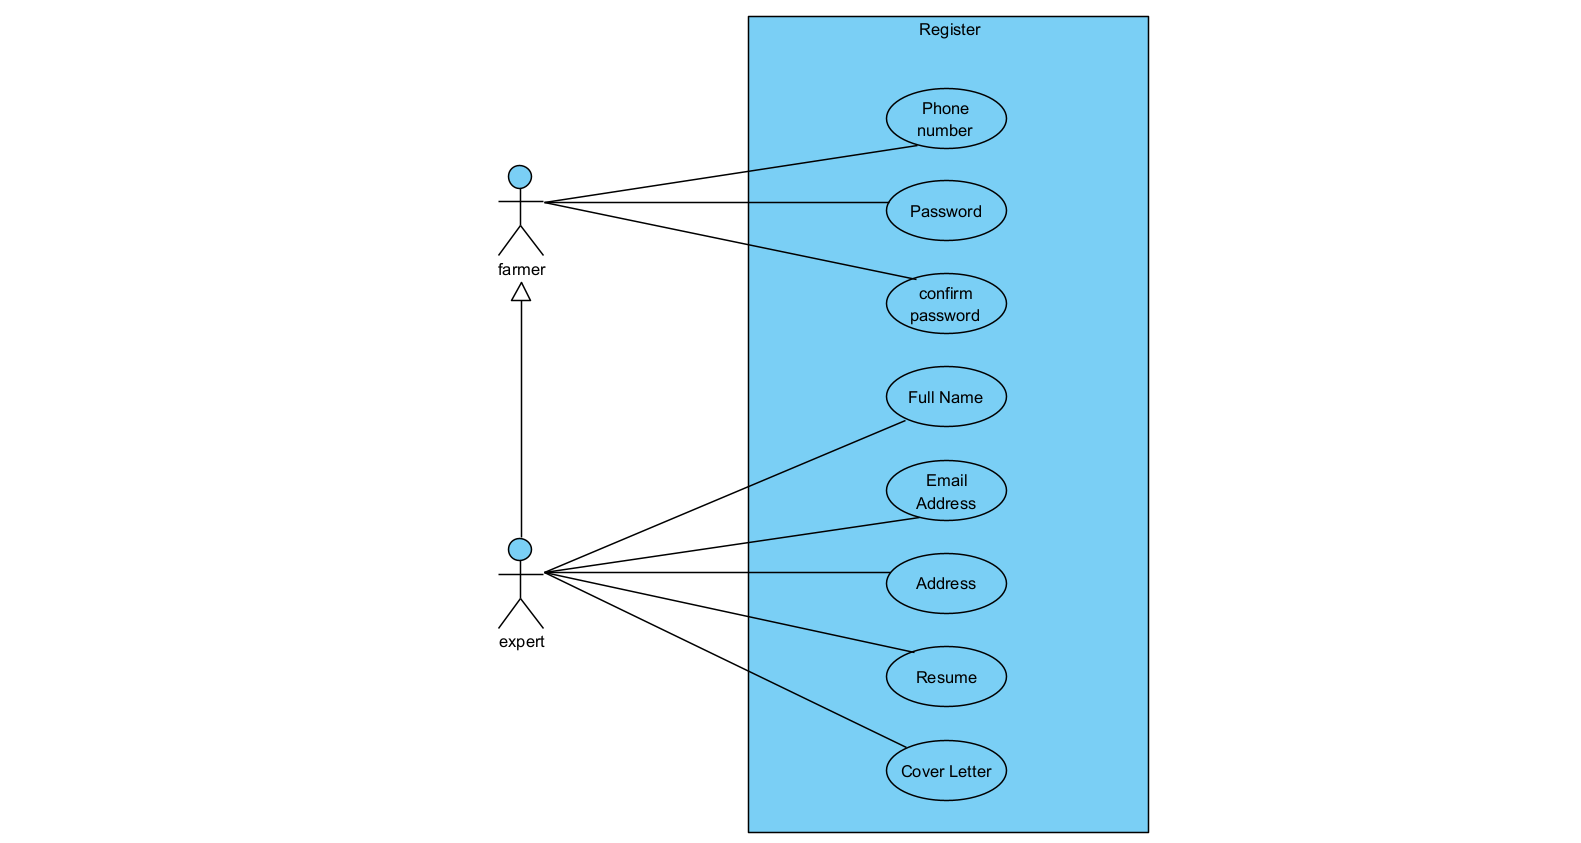 Register
Phone
number
Password
farmer
confirm
password
Full Name
Email
Address
Address
expert
Resume
Cover Letter